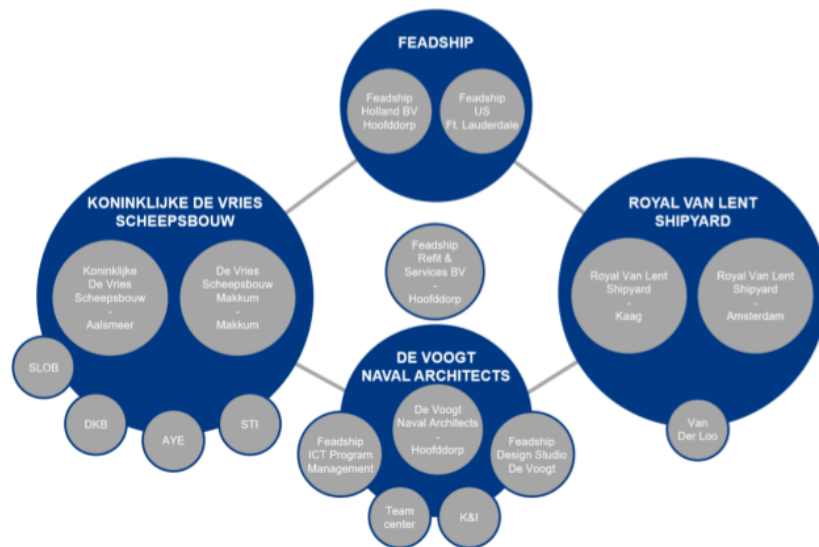 FEADSHIP
Feadship
Holland BV
Hoofddorp
Feadship
US
Ft. Lauderdale
KONINKLIJKE DE VRIES
SCHEEPSBOUW
Koninklijke
De Vries
Scheepsbouw
-
Aalsmeer
De Vries
Scheepsbouw
Makkum
-
Makkum
SLOB
DKB
AYE
STI
Feadship
Refit &
Services BV
-
Hoofddorp
ROYAL VAN LENT
SHIPYARD
Royal Van Lent
Shipyard
-
Kaag
Royal Van Lent
Shipyard
-
Amsterdam
Van
Der Loo
DE VOOGT
NAVAL ARCHITECTS
De Voogt
Naval Architects
-
Hoofddorp
Feadship
ICT Program
Management
Feadship
Design Studio
De Voogt
Team
center
K&I